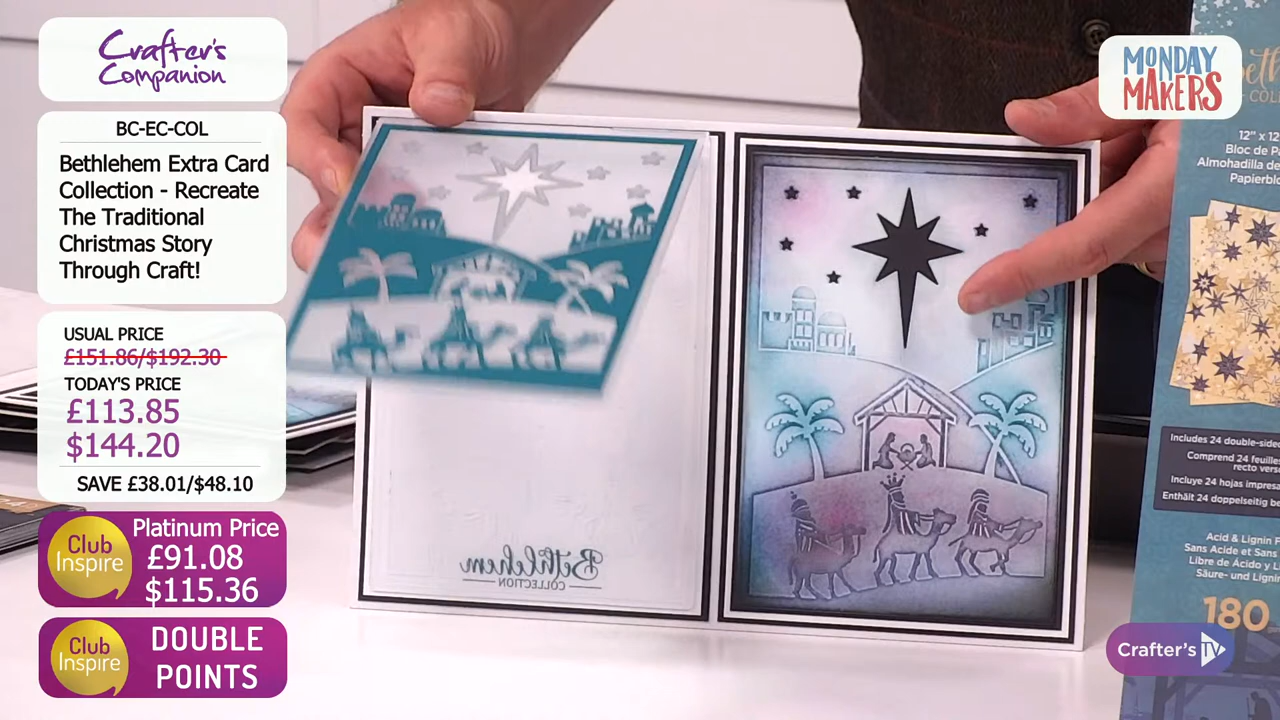 Crafter's
Companion
BC-EC-COL
Bethlehem Extra Card
Collection - Recreate
The Traditional
Christmas Story
Through Craft!
USUAL PRICE
£151.86/$192.30
TODAY'S PRICE
£113.85
$144.20
SAVE £38.01/$48.10
Club
Inspire
Platinum Price
£91.08
$115.36
Club
Inspire
DOUBLE
POINTS
Bethlehem
COLLECTION
MONDAY
MAKERS
12" x 12
Bloc de Pa
Almohadilla de
Papierblo
Includes 24 double-side
Comprend 24 feuilles
recto vers
Incluye 24 hojas impresa
Enthält 24 doppelseitig be
Acid & Lignin F
Sans Acide et Sans
Libre de Ácido y Li
Säure- und Lignin
180
Crafter's TV